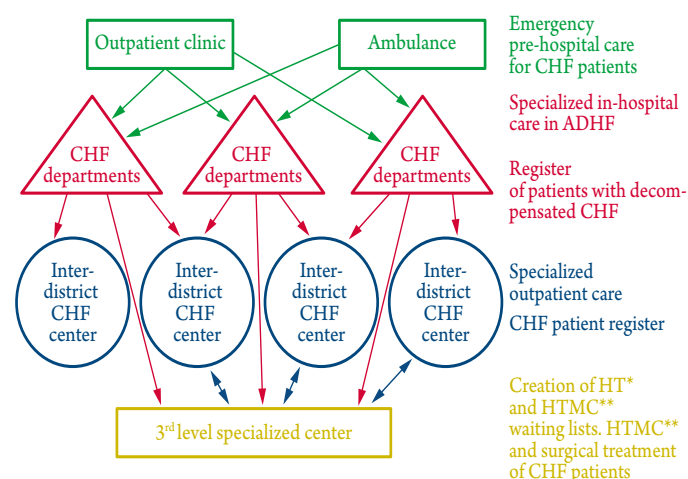 Outpatient clinic
Ambulance
Emergency
pre-hospital care
for CHF patients
CHF
departments
CHF
departments
CHF
departments
Specialized in-hospital
care in ADHF
Register
of patients with decom-
pensated CHF
Inter-
district
CHF
center
Inter-
district
CHF
center
Inter-
district
CHF
center
Inter-
district
CHF
center
Specialized
outpatient care
CHF patient register
3rd level specialized center
Creation of HT*
and HTMC**
waiting lists. HTMC**
and surgical treatment
of CHF patients